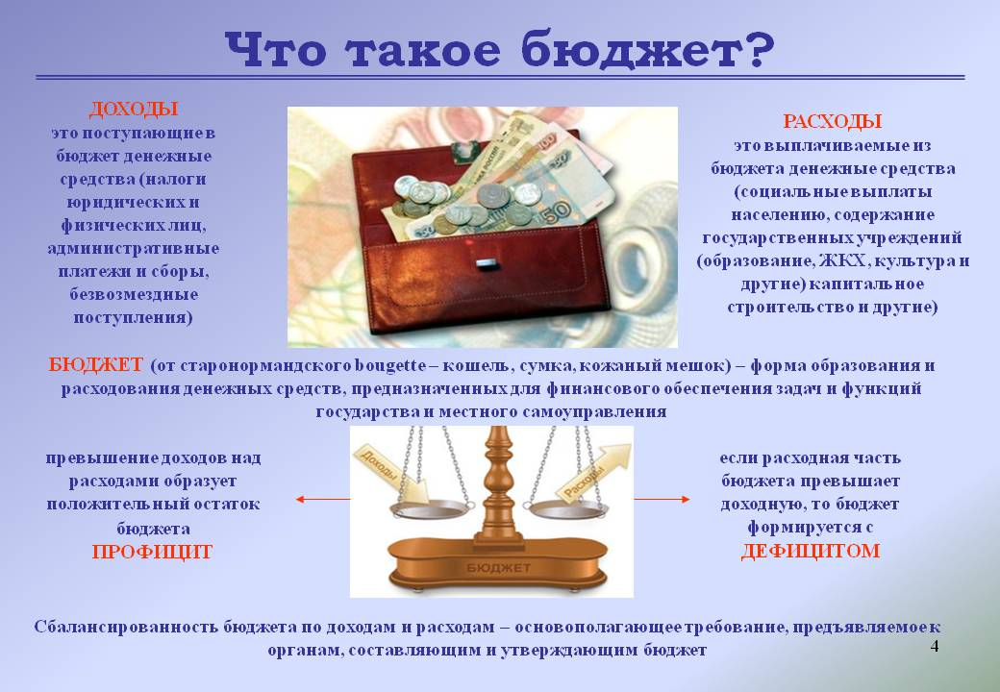 Что такое бюджет?
ДОХОДЫ
это поступающие в
бюджет денежные
средства (налоги
юридических и
физических лиц,
административные
платежи и сборы,
безвозмездные
поступления)
РАСХОДЫ
это выплачиваемые из
бюджета денежные средства
(социальные выплаты
населению, содержание
государственных учреждений
(образование, ЖКХ, культура и
другие) капитальное
строительство и другие)
50
БЮДЖЕТ (от старонормандского bougette – кошель, сумка, кожаный мешок) – форма образования и
расходования денежных средств, предназначенных для финансового обеспечения задач и функций
государства и местного самоуправления
превышение доходов над
расходами образует
положительный остаток
бюджета
ПРОФИЦИТ
Доходы
Расходы
БЮДЖЕТ
если расходная часть
бюджета превышает
доходную, то бюджет
формируется с
ДЕФИЦИТОМ
Сбалансированность бюджета по доходам и расходам – основополагающее требование, предъявляемое к
органам, составляющим и утверждающим бюджет
4